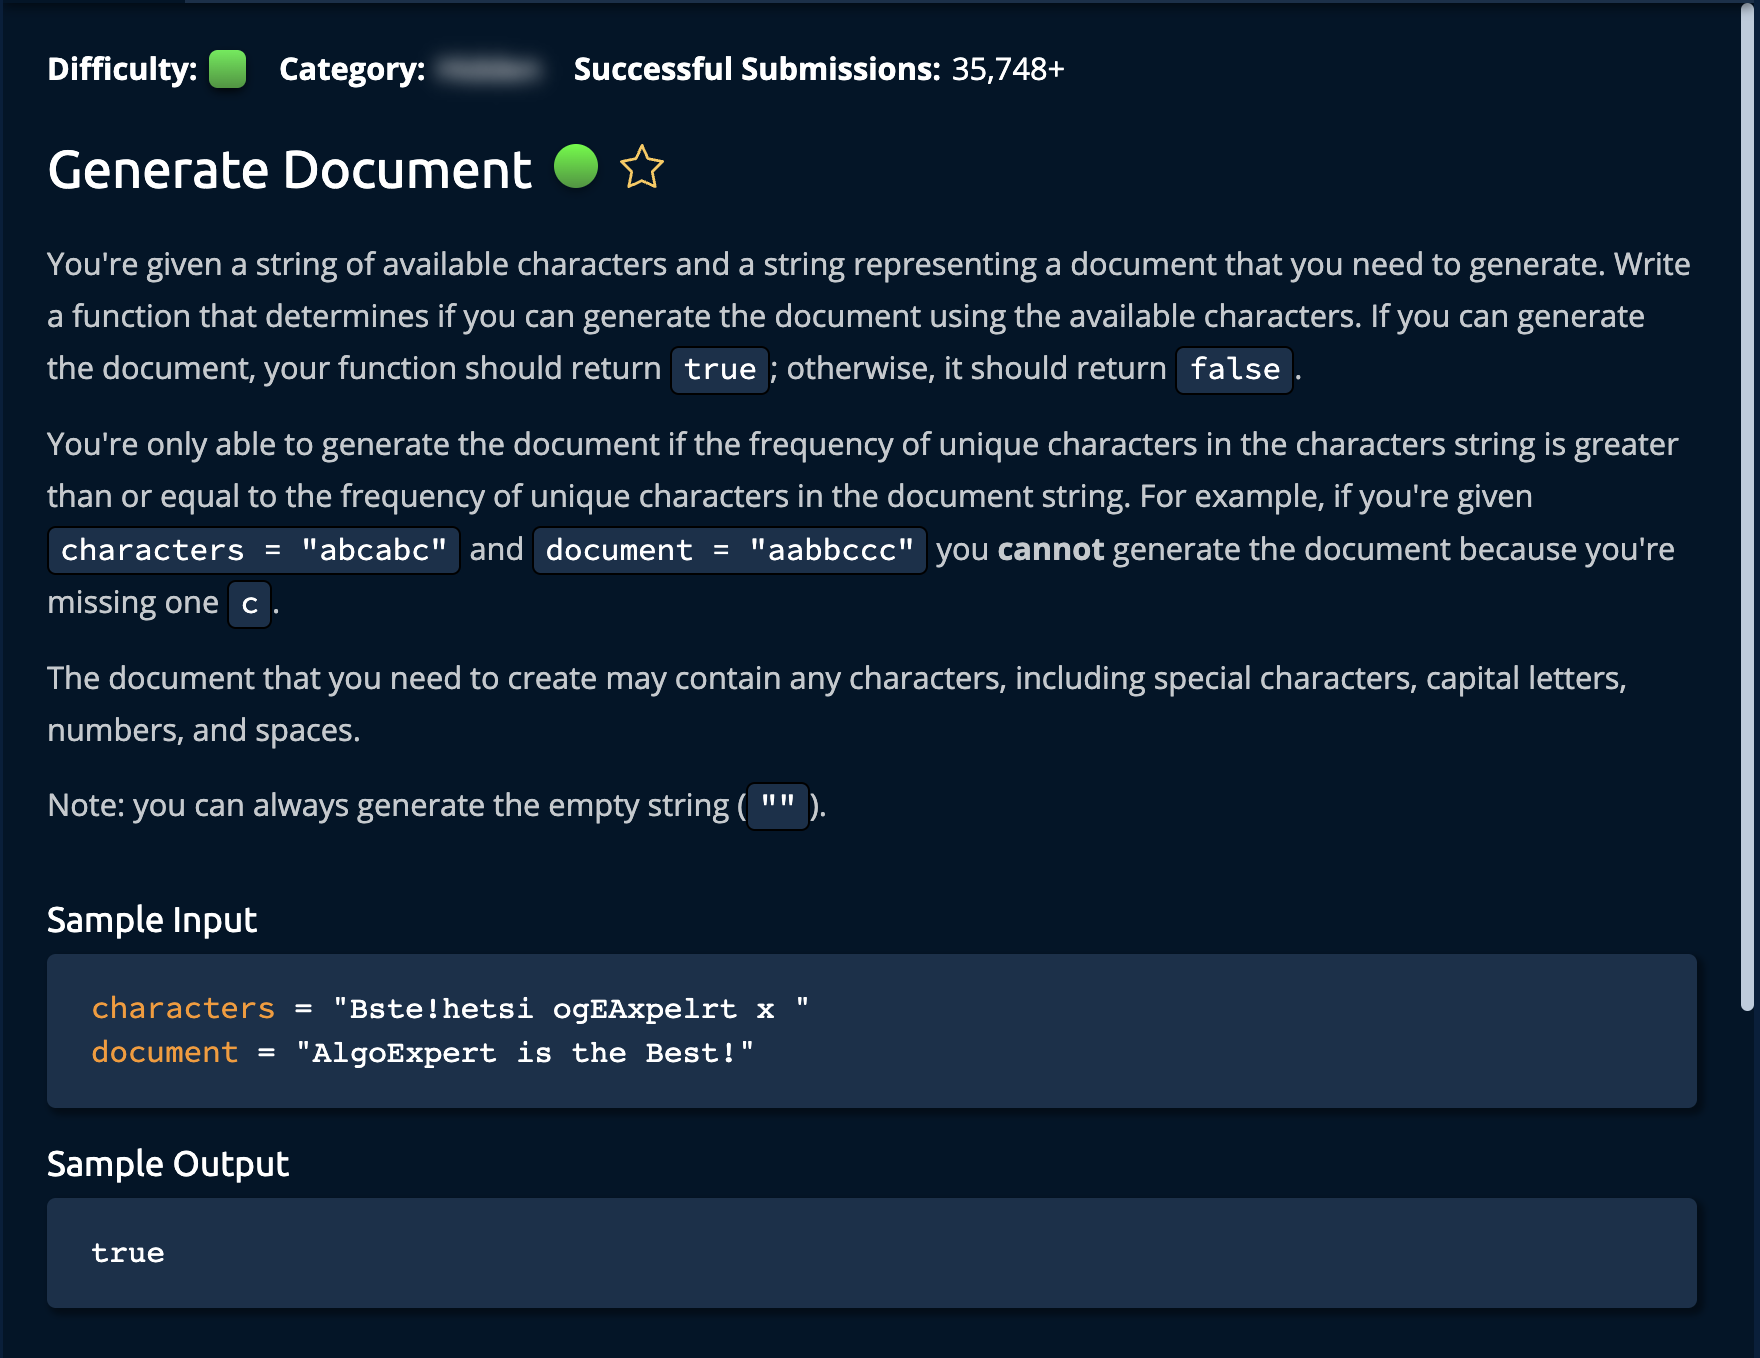 Difficulty: Category: Successful Submissions: 35,748+
Generate Document
You're given a string of available characters and a string representing a document that you need to generate. Write
a function that determines if you can generate the document using the available characters. If you can generate
the document, your function should return true; otherwise, it should return false.
You're only able to generate the document if the frequency of unique characters in the characters string is greater
than or equal to the frequency of unique characters in the document string. For example, if you're given
characters = "abcabc" and document = "aabbccc" you cannot generate the document because you're
missing one c.
The document that you need to create may contain any characters, including special characters, capital letters,
numbers, and spaces.
Note: you can always generate the empty string ("").
Sample Input
characters = "Bste!hetsi ogEAxpelrt x "
document = "AlgoExpert is the Best!"
Sample Output
true